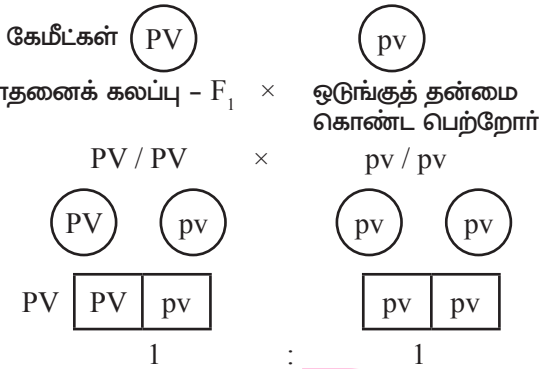 கேமீட்கள் PV pv
கலப்பு – F₁ × ஒடுங்குத் தன்மை
கொண்ட பெற்றோர்
PV / PV × pv / pv
PV pv pv pv
PV PV pv pv pv
1 : 1